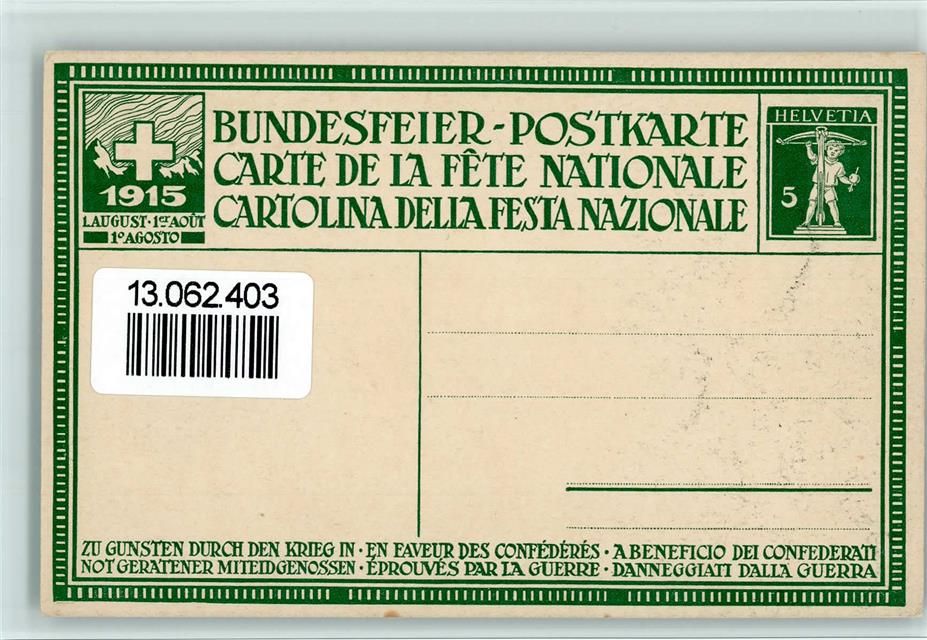 BUNDESFEIER-POSTKARTE
CARTE DE LA FÊTE NATIONALE
CARTOLINA DELLA FESTA NAZIONALE
1915
1.AUGUST·1ER AOÛT
1º AGOSTO
HELVETIA
5
13.062.403
ZU GUNSTEN DURCH DEN KRIEG IN · EN FAVEUR DES CONFÉDÉRÉS · A BENEFICIO DEI CONFEDERATI
NOT GERATENER MITEIDGENOSSEN · ÉPROUVÉS PAR LA GUERRE · DANNEGGIATI DALLA GUERRA